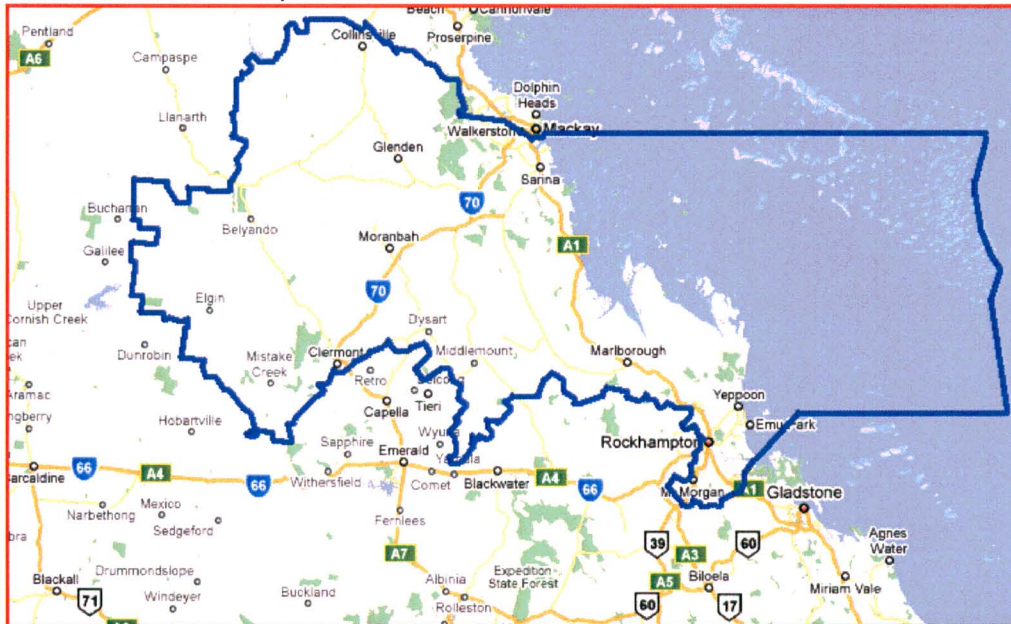 Beach
Cannonvale
Pentland
Collinsville
Proserpine
A6
Campaspe
Dolphin
Heads
Llanarth
Walkerston
Mackay
Glenden
Sarina
70
Buchanan
Belyando
Moranbah
A1
Galilee
70
Elgin
Upper
Cornish Creek
Dysart
Dunrobin
Mistake
Creek
Clermont
Middlemount
Marlborough
Retro
Aramac
Capella
Tieri
Yeppoon
Hobartville
Emu Park
Sapphire
Rockhampton
66
A4
66
Emerald
Withersfield
Comet
Blackwater
A4
66
Mt Morgan
A1
Gladstone
Narbethong
Mexico
Sedgeford
Fernlees
39
60
Agnes
Water
A7
A3
Drummondslope
Expedition
State Forest
Blackall
71
Windeyer
Buckland
Albinia
Rolleston
A5
Biloela
60
17
Miriam Vale